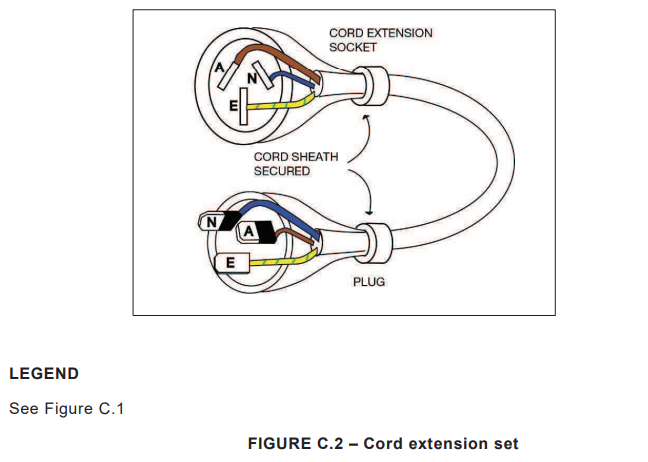 CORD EXTENSION
SOCKET
A
N
E
CORD SHEATH
SECURED
N
A
E
PLUG
LEGEND
See Figure C.1
FIGURE C.2 – Cord extension set